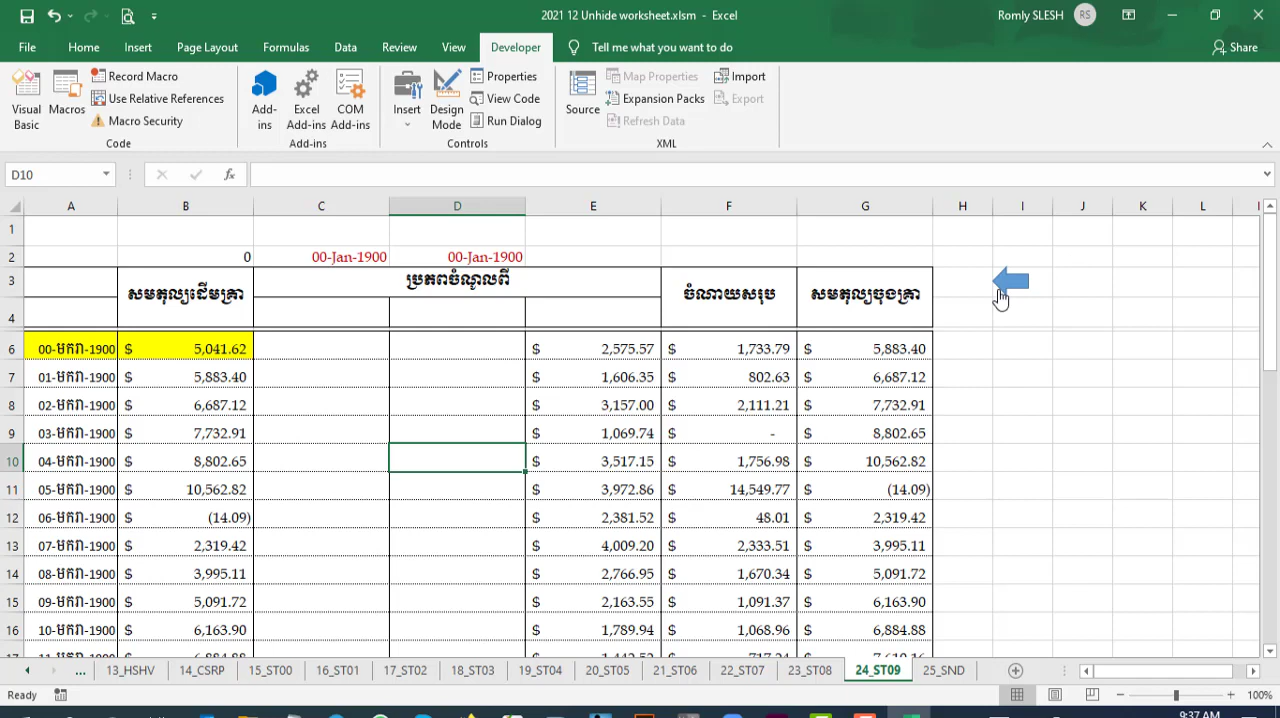 2021 12 Unhide worksheet.xlsm - Excel
Romly SLESH RS
File Home Insert Page Layout Formulas Data Review View Developer Tell me what you want to do Share
Visual Basic Macros Record Macro Use Relative References Macro Security
Add-ins Excel Add-ins COM Add-ins
Insert Design Mode Properties View Code Run Dialog
Source Map Properties Expansion Packs Refresh Data Import Export
Code Add-ins Controls XML
D10 fx
A B C D E F G H I J K L
1
2 0 00-Jan-1900 00-Jan-1900
3 សមតុល្យដើមគ្រា ប្រភពចំណូលពី ចំណាយសរុប សមតុល្យចុងគ្រា
4
6 00-មករា-1900 $ 5,041.62 $ 2,575.57 $ 1,733.79 $ 5,883.40
7 01-មករា-1900 $ 5,883.40 $ 1,606.35 $ 802.63 $ 6,687.12
8 02-មករា-1900 $ 6,687.12 $ 3,157.00 $ 2,111.21 $ 7,732.91
9 03-មករា-1900 $ 7,732.91 $ 1,069.74 $ - $ 8,802.65
10 04-មករា-1900 $ 8,802.65 $ 3,517.15 $ 1,756.98 $ 10,562.82
11 05-មករា-1900 $ 10,562.82 $ 3,972.86 $ 14,549.77 $ (14.09)
12 06-មករា-1900 $ (14.09) $ 2,381.52 $ 48.01 $ 2,319.42
13 07-មករា-1900 $ 2,319.42 $ 4,009.20 $ 2,333.51 $ 3,995.11
14 08-មករា-1900 $ 3,995.11 $ 2,766.95 $ 1,670.34 $ 5,091.72
15 09-មករា-1900 $ 5,091.72 $ 2,163.55 $ 1,091.37 $ 6,163.90
16 10-មករា-1900 $ 6,163.90 $ 1,789.94 $ 1,068.96 $ 6,884.88
... 13_HSHV 14_CSRP 15_ST00 16_ST01 17_ST02 18_ST03 19_ST04 20_ST05 21_ST06 22_ST07 23_ST08 24_ST09 25_SND
Ready 100%
9:37 AM